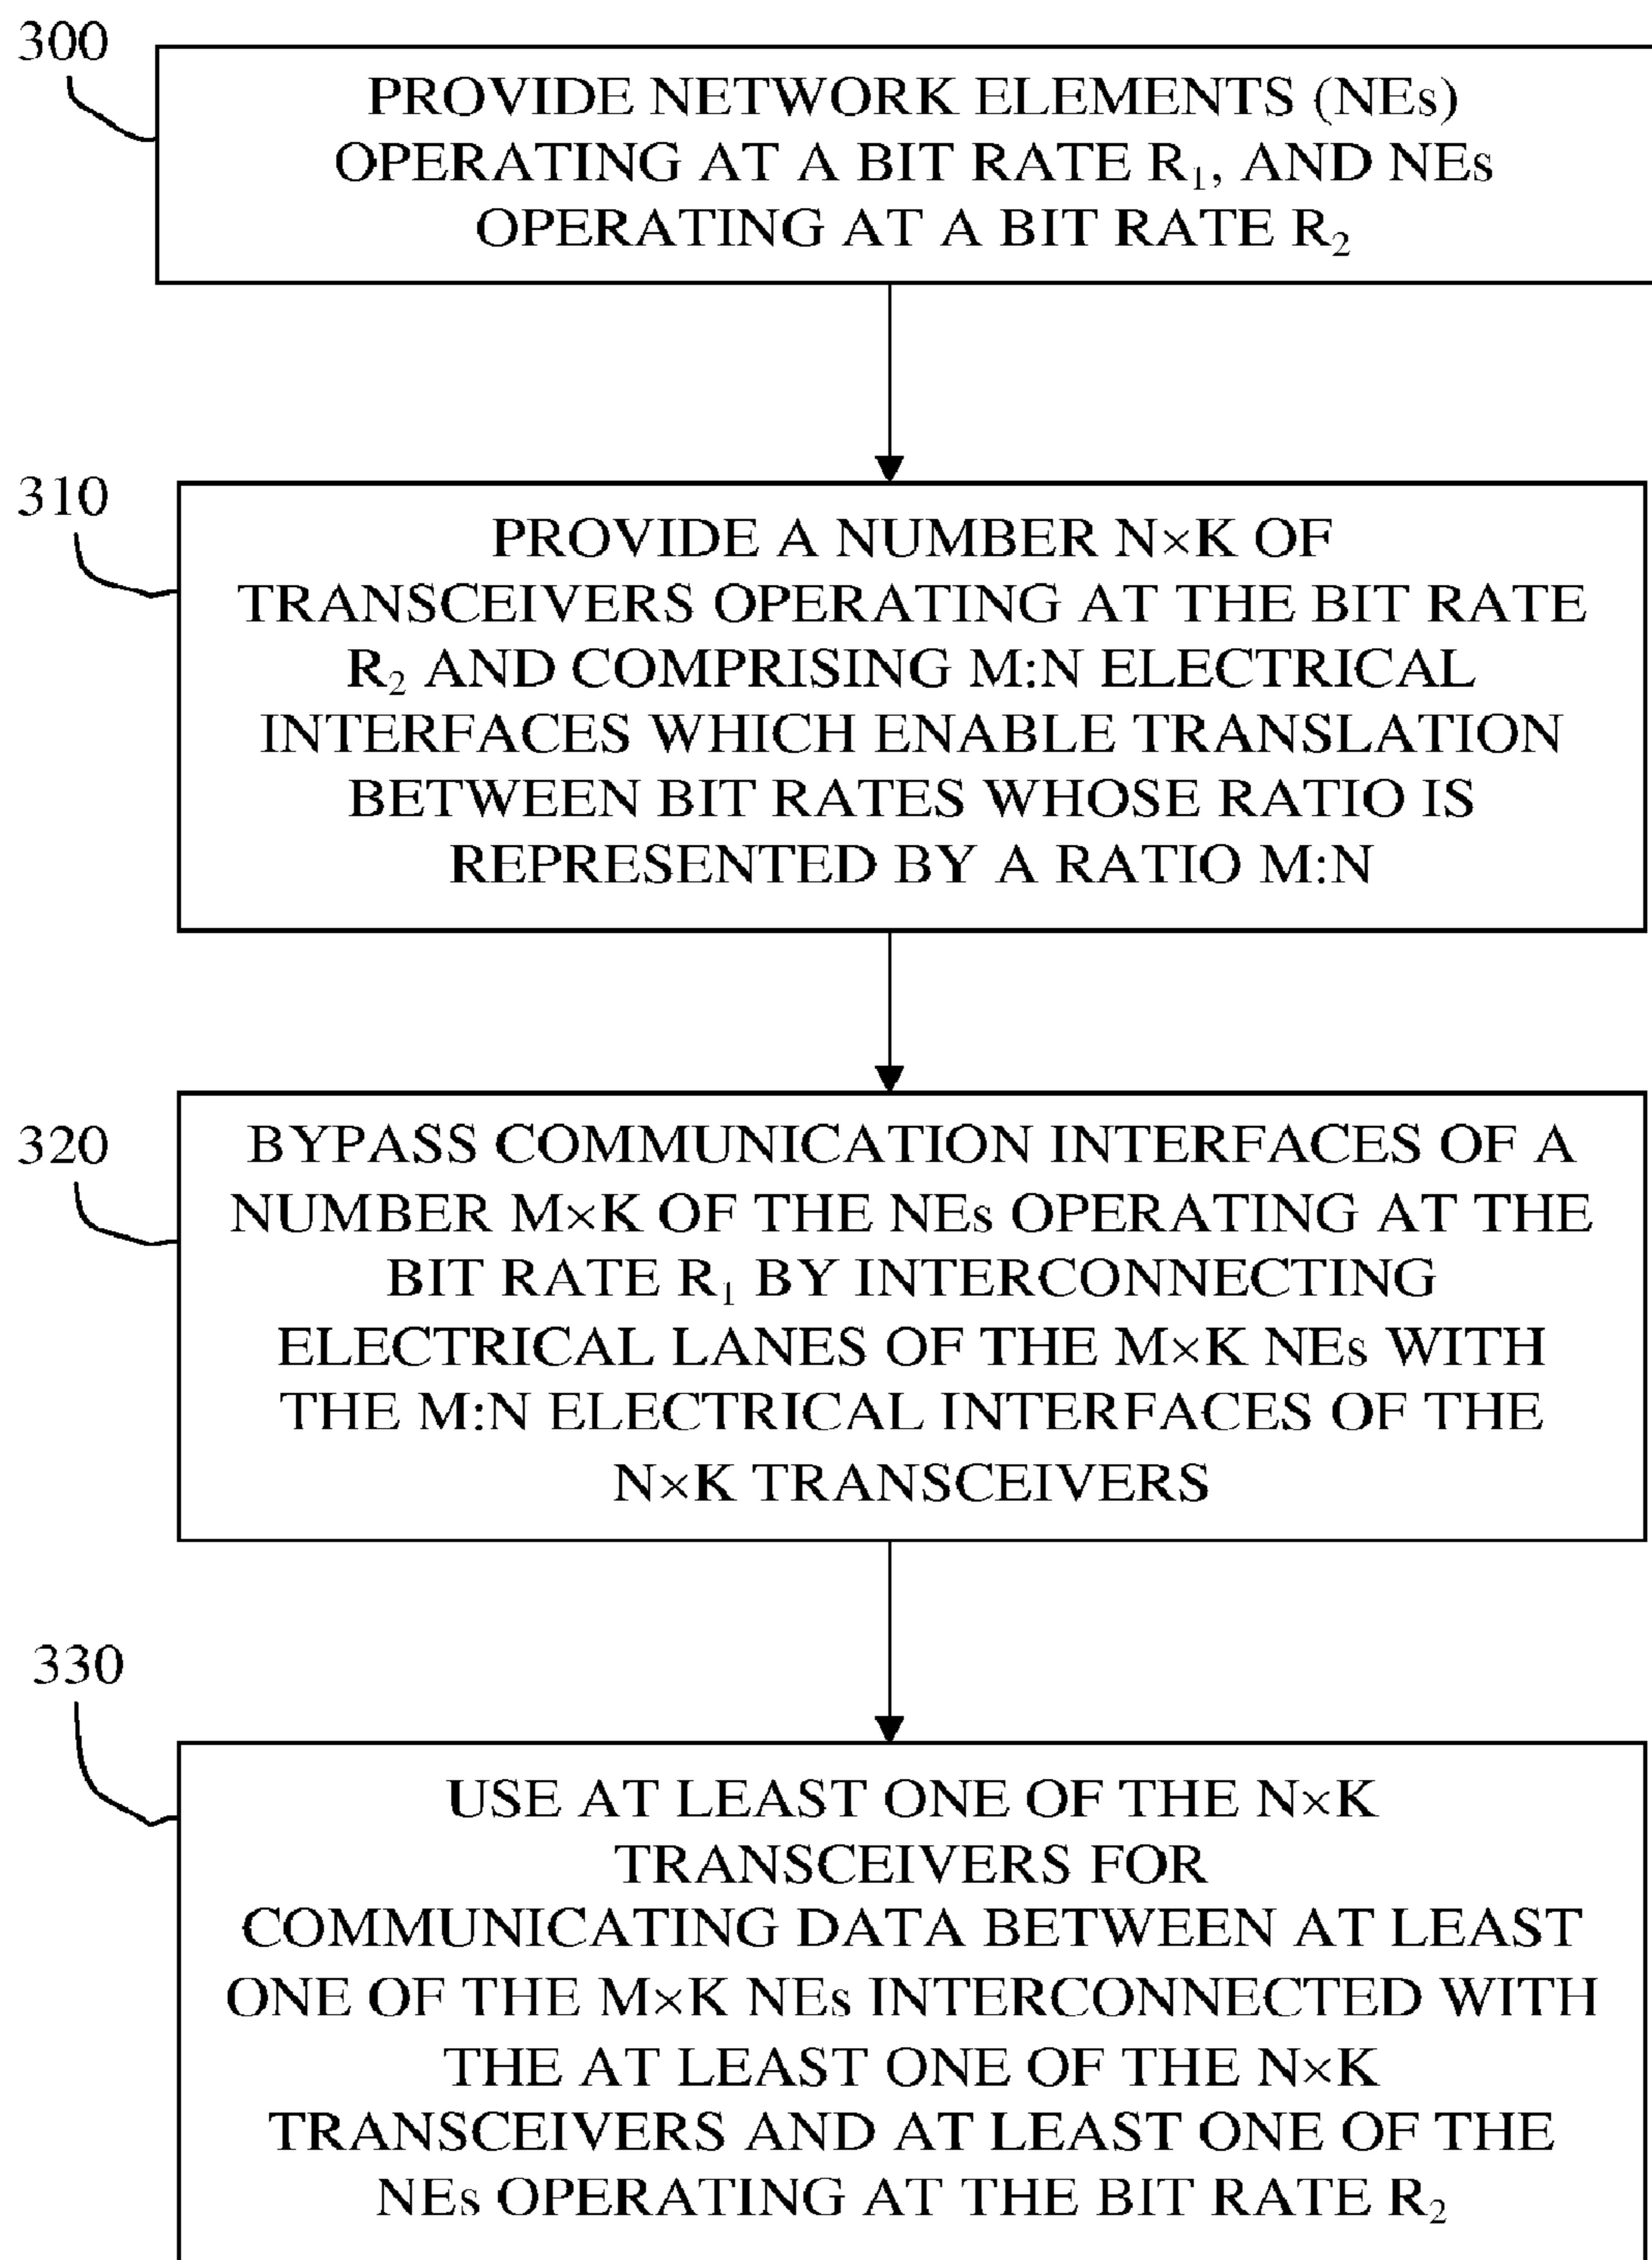 300
PROVIDE NETWORK ELEMENTS (NEs)
OPERATING AT A BIT RATE R₁, AND NEs
OPERATING AT A BIT RATE R₂
310
PROVIDE A NUMBER N×K OF
TRANSCEIVERS OPERATING AT THE BIT RATE
R₂ AND COMPRISING M:N ELECTRICAL
INTERFACES WHICH ENABLE TRANSLATION
BETWEEN BIT RATES WHOSE RATIO IS
REPRESENTED BY A RATIO M:N
320
BYPASS COMMUNICATION INTERFACES OF A
NUMBER M×K OF THE NEs OPERATING AT THE
BIT RATE R₁ BY INTERCONNECTING
ELECTRICAL LANES OF THE M×K NEs WITH
THE M:N ELECTRICAL INTERFACES OF THE
N×K TRANSCEIVERS
330
USE AT LEAST ONE OF THE N×K
TRANSCEIVERS FOR
COMMUNICATING DATA BETWEEN AT LEAST
ONE OF THE M×K NEs INTERCONNECTED WITH
THE AT LEAST ONE OF THE N×K
TRANSCEIVERS AND AT LEAST ONE OF THE
NEs OPERATING AT THE BIT RATE R₂